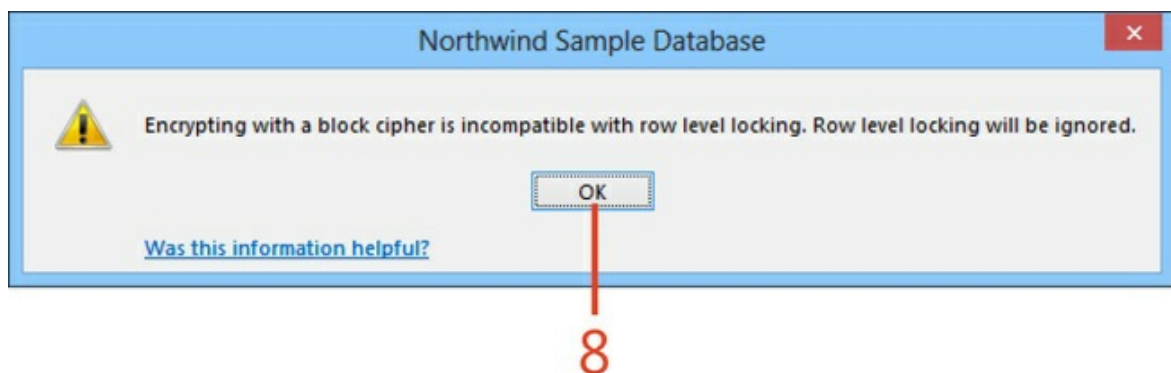 Northwind Sample Database
Encrypting with a block cipher is incompatible with row level locking. Row level locking will be ignored.
OK
Was this information helpful?
8